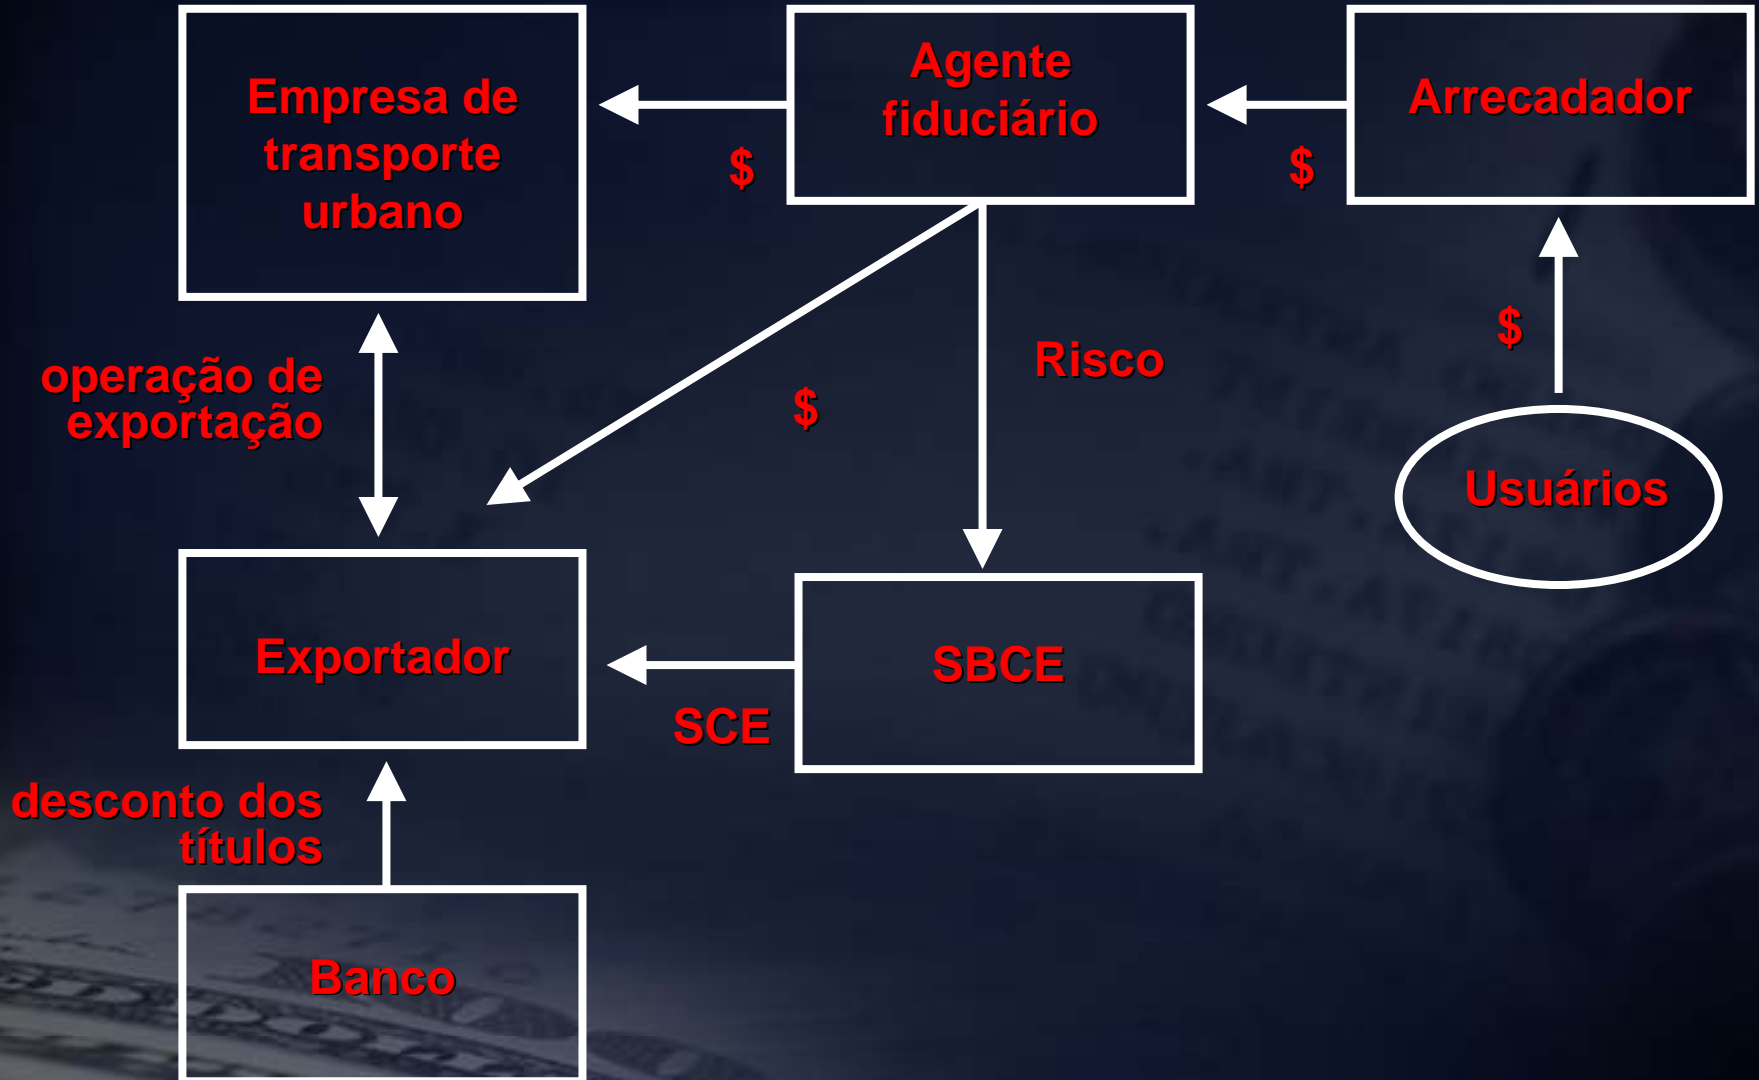 Empresa de
transporte
urbano
Agente
fiduciário
Arrecadador
$
$
operação de
exportação
$
Risco
$
Usuários
Exportador
SCE
SBCE
desconto dos
títulos
Banco